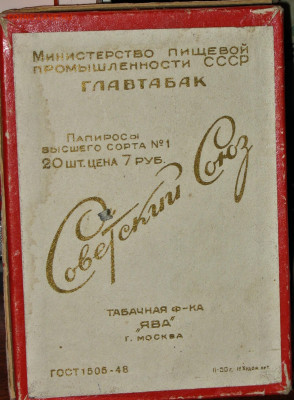 Министерство пищевой
промышленности СССР
ГЛАВТАБАК
Папиросы
высшего сорта №1
20 шт. цена 7 руб.
Советский Союз
Табачная ф-ка
"Ява"
г. Москва
ГОСТ 1505-48